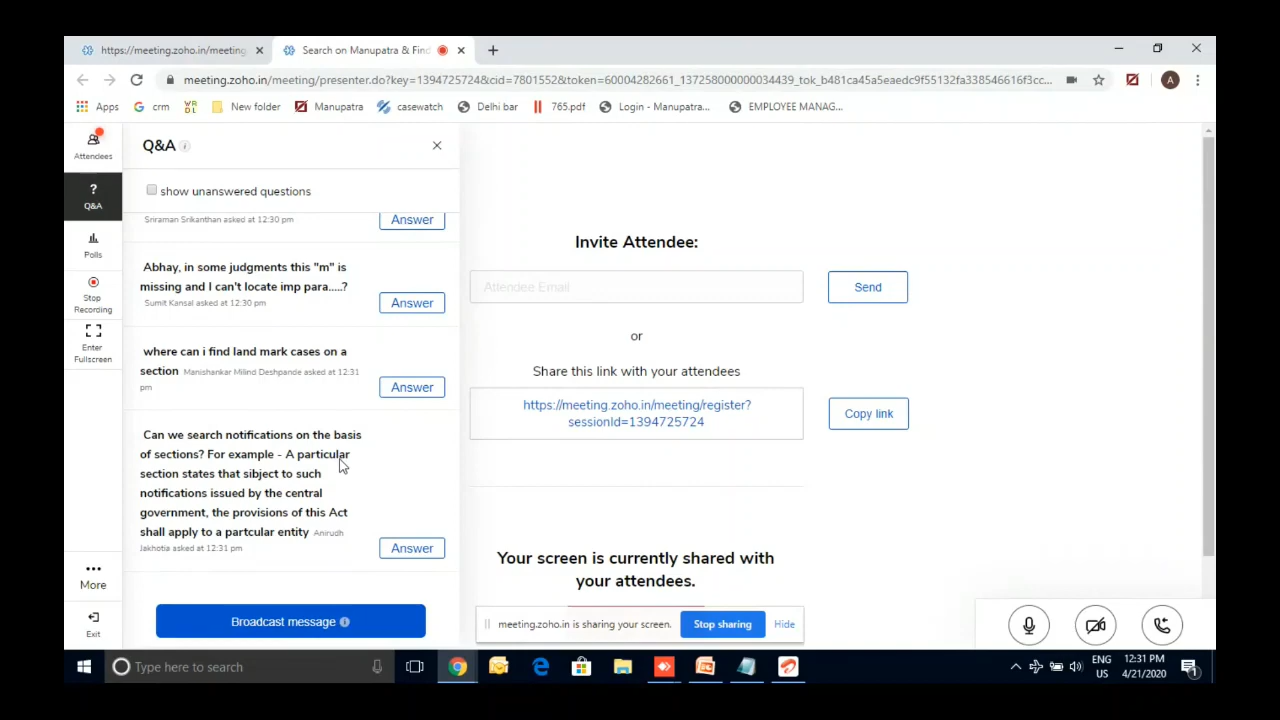 https://meeting.zoho.in/meeting
Search on Manupatra & Find
meeting.zoho.in/meeting/presenter.do?key=1394725724&cid=7801552&token=60004282661_137258000000034439_tok_b481ca45a5eaedc9f55132fa338546616f3cc...
Apps
crm
New folder
Manupatra
casewatch
Delhi bar
765.pdf
Login - Manupatra...
EMPLOYEE MANAG...
Attendees
Q&A
show unanswered questions
?
Q&A
Sriraman Srikanthan asked at 12:30 pm
Answer
Polls
Invite Attendee:
Abhay, in some judgments this "m" is
missing and I can't locate imp para.....?
Sumit Kansal asked at 12:30 pm
Answer
Attendee Email
Send
Stop
Recording
or
Enter
Fullscreen
where can i find land mark cases on a
section Manishankar Milind Deshpande asked at 12:31
pm
Answer
Share this link with your attendees
https://meeting.zoho.in/meeting/register?
sessionId=1394725724
Copy link
Can we search notifications on the basis
of sections? For example - A particular
section states that sibject to such
notifications issued by the central
government, the provisions of this Act
shall apply to a partcular entity Anirudh
Jakhotia asked at 12:31 pm
Answer
Your screen is currently shared with
your attendees.
More
Broadcast message
meeting.zoho.in is sharing your screen.
Stop sharing
Hide
Exit
Type here to search
ENG
US
12:31 PM
4/21/2020
1